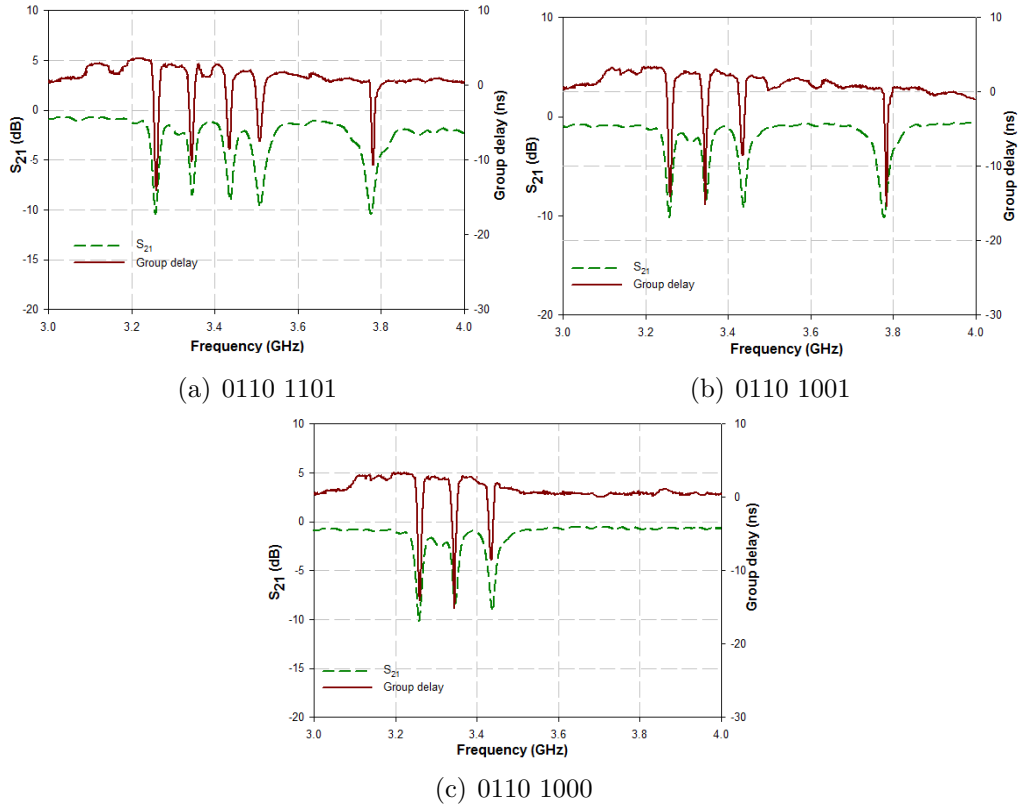 10
5
0
-5
-10
-15
-20
S21 (dB)
10
0
-10
-20
-30
Group delay (ns)
S21
Group delay
3.0 3.2 3.4 3.6 3.8 4.0
Frequency (GHz)
(a) 0110 1101
10
5
0
-5
-10
-15
-20
S21 (dB)
10
0
-10
-20
-30
Group delay (ns)
S21
Group delay
3.0 3.2 3.4 3.6 3.8 4.0
Frequency (GHz)
(b) 0110 1001
10
5
0
-5
-10
-15
-20
S21 (dB)
10
0
-10
-20
-30
Group delay (ns)
S21
Group delay
3.0 3.2 3.4 3.6 3.8 4.0
Frequency (GHz)
(c) 0110 1000